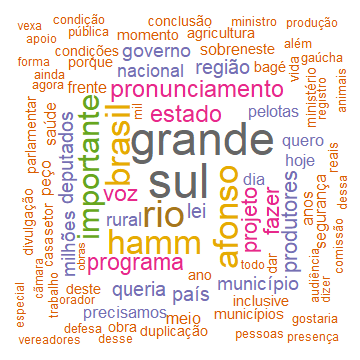 condição conclusão ministro produção
vexa pública momento agricultura
apoio condições governo sobreneste além
forma porque nacional região bagé vida gaúcha
ainda frente pronunciamento ministério animais
agora mil estado registro
parlamentar saúde deputados importante brasil grande pelotas
quero
sul hoje reais
divulgação casasetor peço milhões voz rio afonso dia projeto fazer produtores anos segurança dessa
rural lei
hamm dar comissão
câmara obras programa ano todo audiência dizer
especial trabalho deste queria país município
orador precisamos inclusive gostaria
defesa obra meio municípios
vereadores desse duplicação pessoas presença